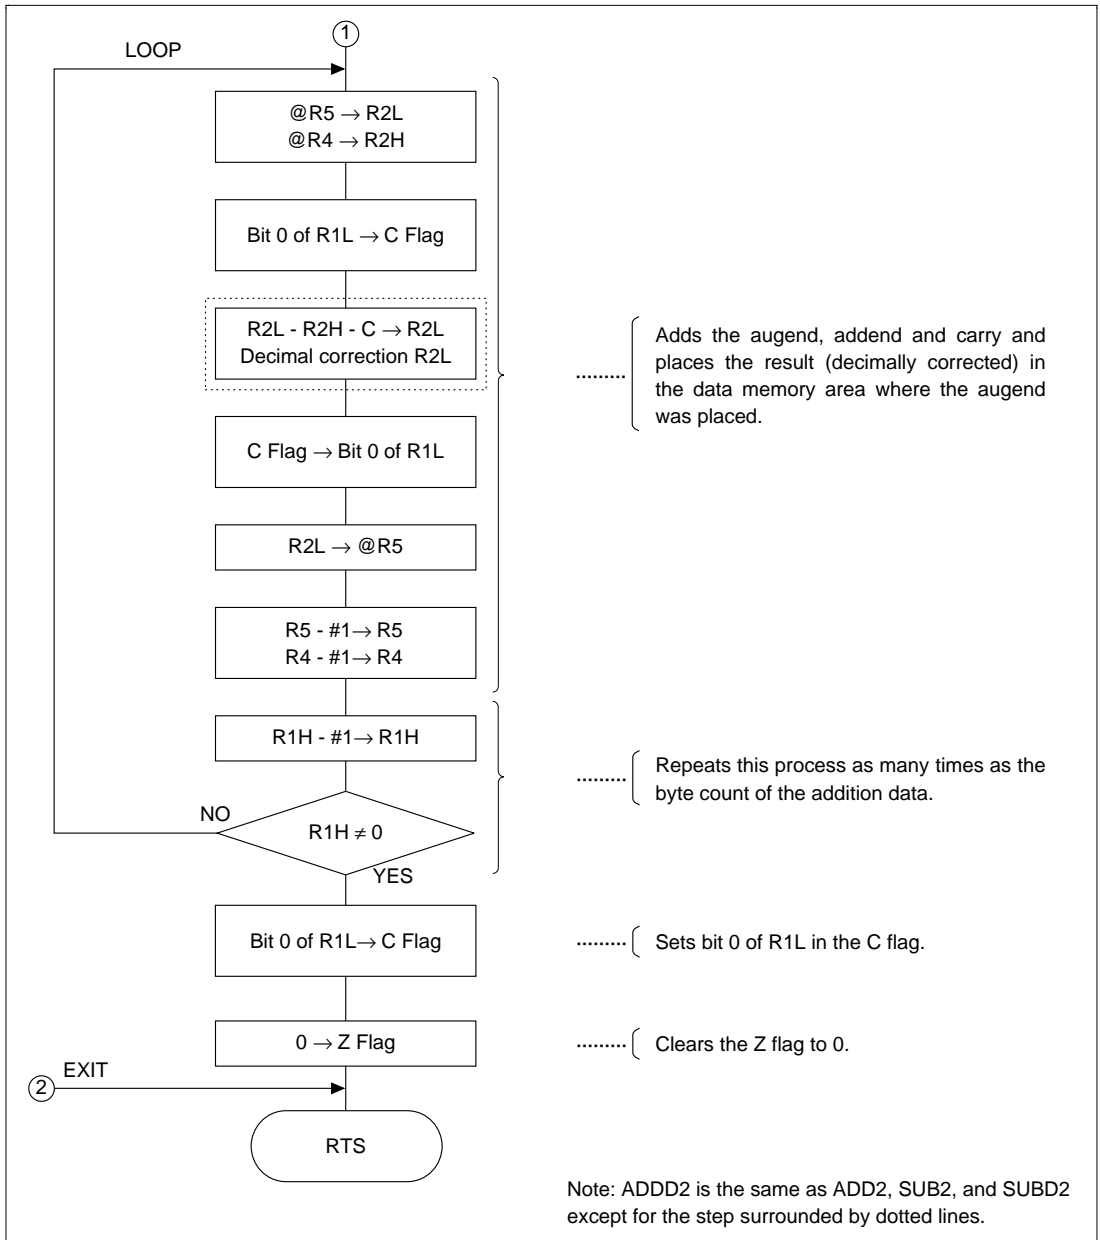 1
LOOP
@R5 → R2L
@R4 → R2H
Bit 0 of R1L → C Flag
R2L - R2H - C → R2L
Decimal correction R2L
......... Adds the augend, addend and carry and
places the result (decimally corrected) in
the data memory area where the augend
was placed.
C Flag → Bit 0 of R1L
R2L → @R5
R5 - #1→ R5
R4 - #1→ R4
R1H - #1→ R1H
......... Repeats this process as many times as the
byte count of the addition data.
NO
R1H ≠ 0
YES
Bit 0 of R1L→ C Flag
......... Sets bit 0 of R1L in the C flag.
0 → Z Flag
......... Clears the Z flag to 0.
EXIT
2
RTS
Note: ADDD2 is the same as ADD2, SUB2, and SUBD2
except for the step surrounded by dotted lines.